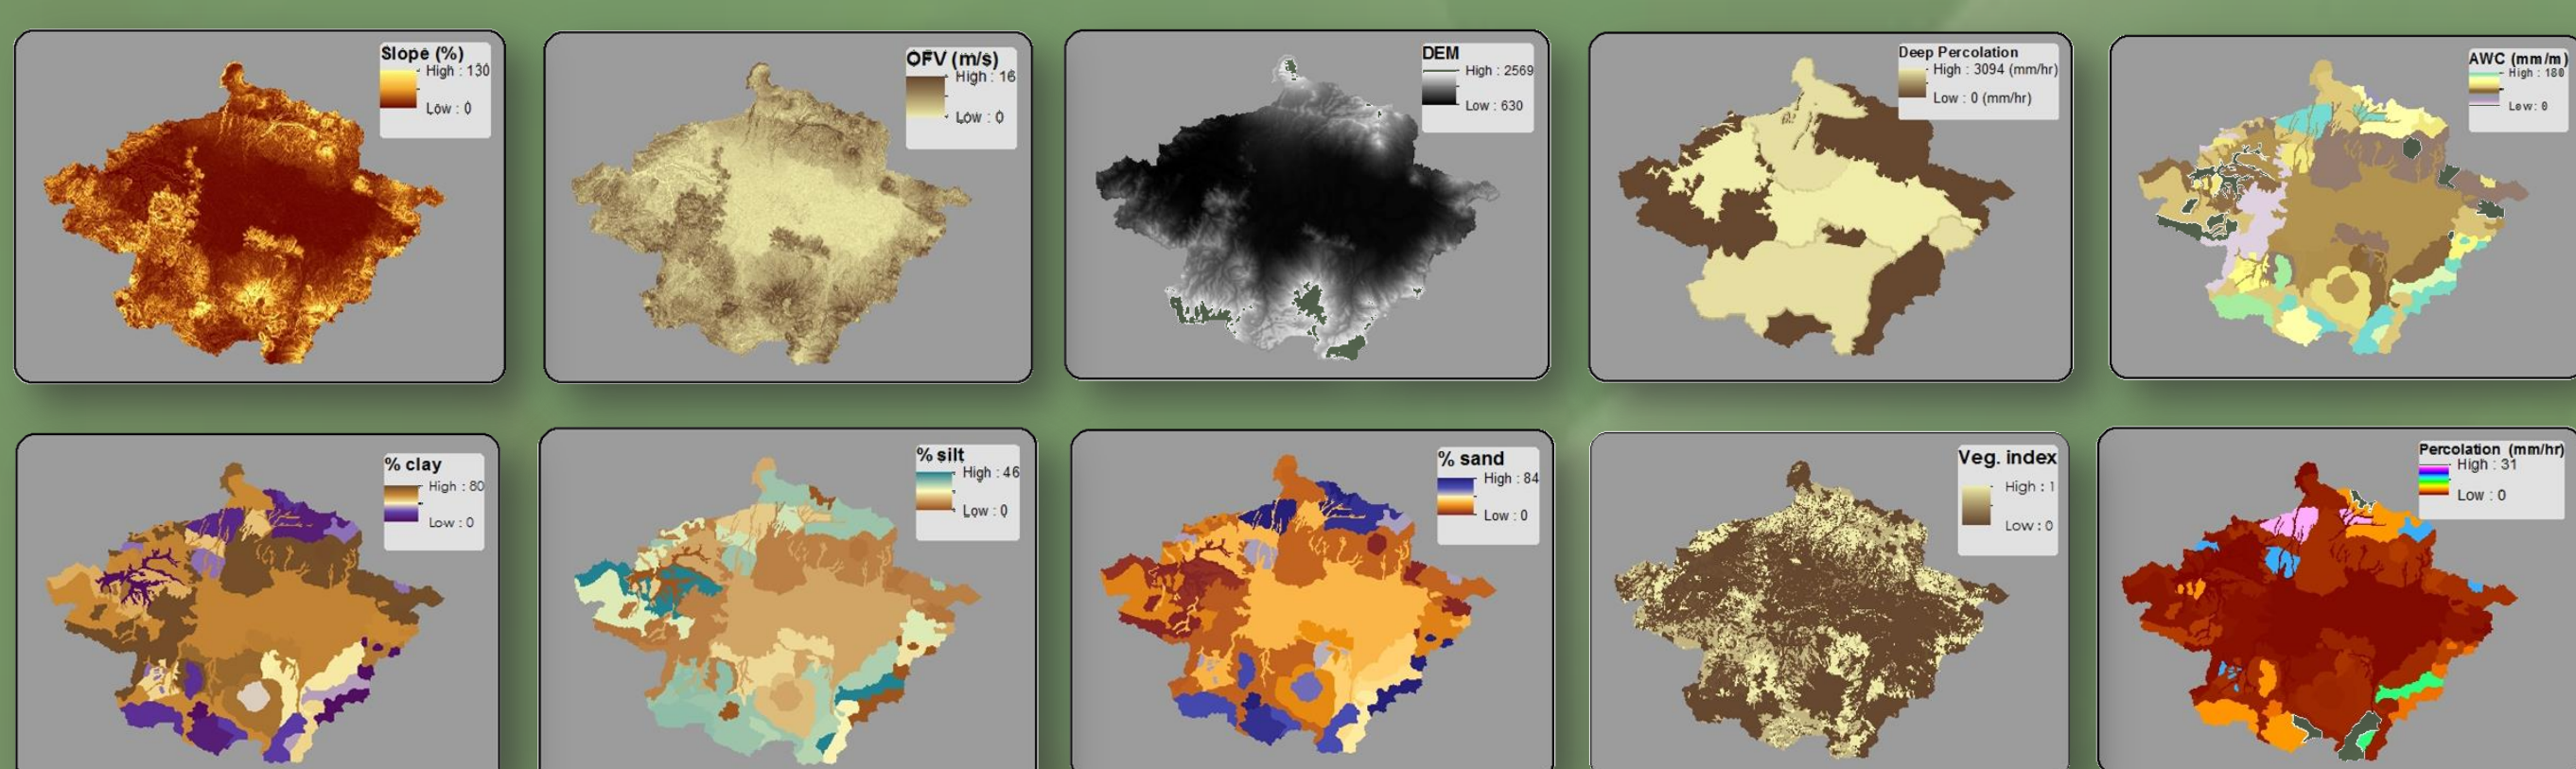 Slope (%)
High : 130
Low : 0
OFV (m/s)
High : 16
Low : 0
DEM
High : 2569
Low : 630
Deep Percolation
High : 3094 (mm/hr)
Low : 0 (mm/hr)
AWC (mm/m)
High : 180
Low: 0
% clay
High : 80
Low : 0
% silt
High : 46
Low : 0
% sand
High : 84
Low : 0
Veg. index
High : 1
Low : 0
Percolation (mm/hr)
High : 31
Low : 0